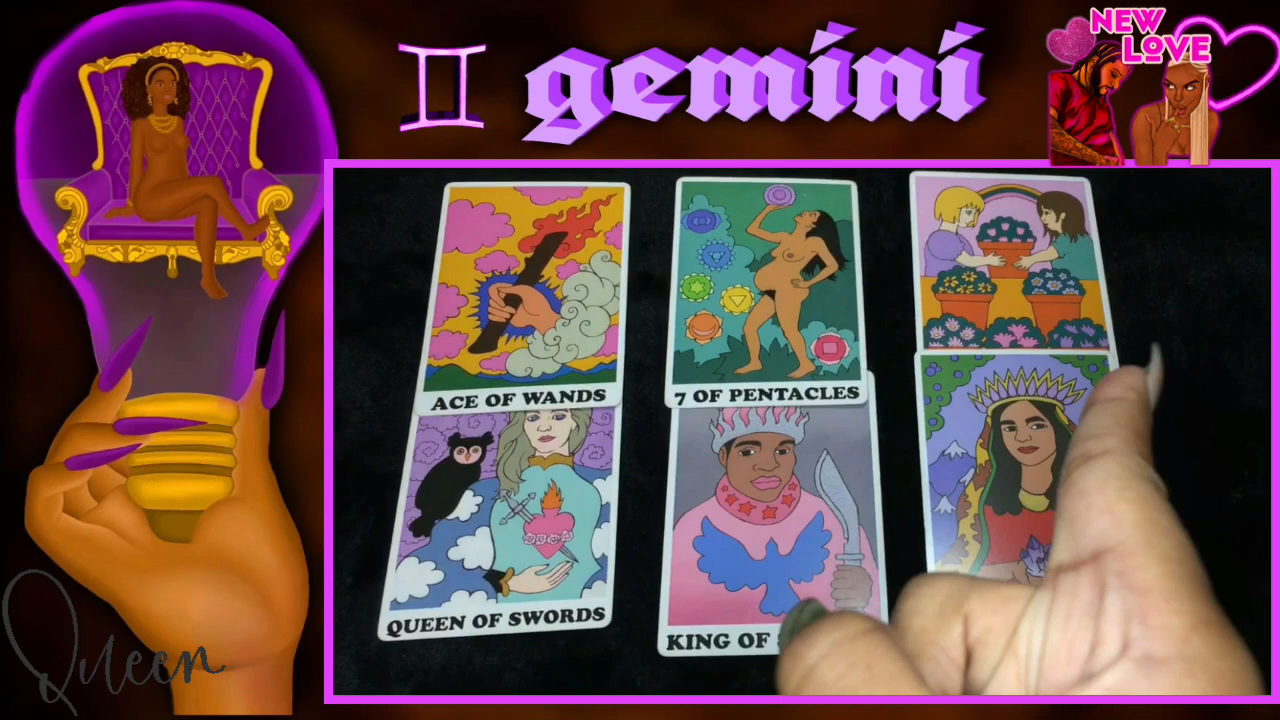 gemini
NEW
LOVE
ACE OF WANDS
7 OF PENTACLES
QUEEN OF SWORDS
KING OF
Queen